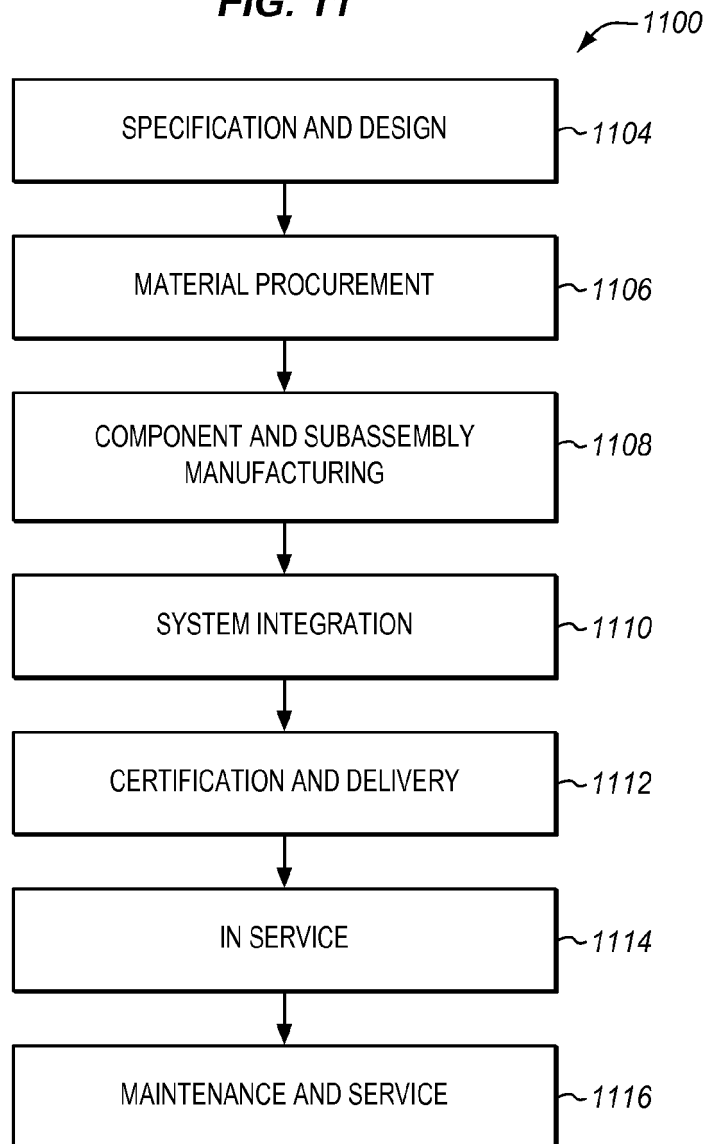 FIG. 11
1100
SPECIFICATION AND DESIGN
1104
MATERIAL PROCUREMENT
1106
COMPONENT AND SUBASSEMBLY
MANUFACTURING
1108
SYSTEM INTEGRATION
1110
CERTIFICATION AND DELIVERY
1112
IN SERVICE
1114
MAINTENANCE AND SERVICE
1116